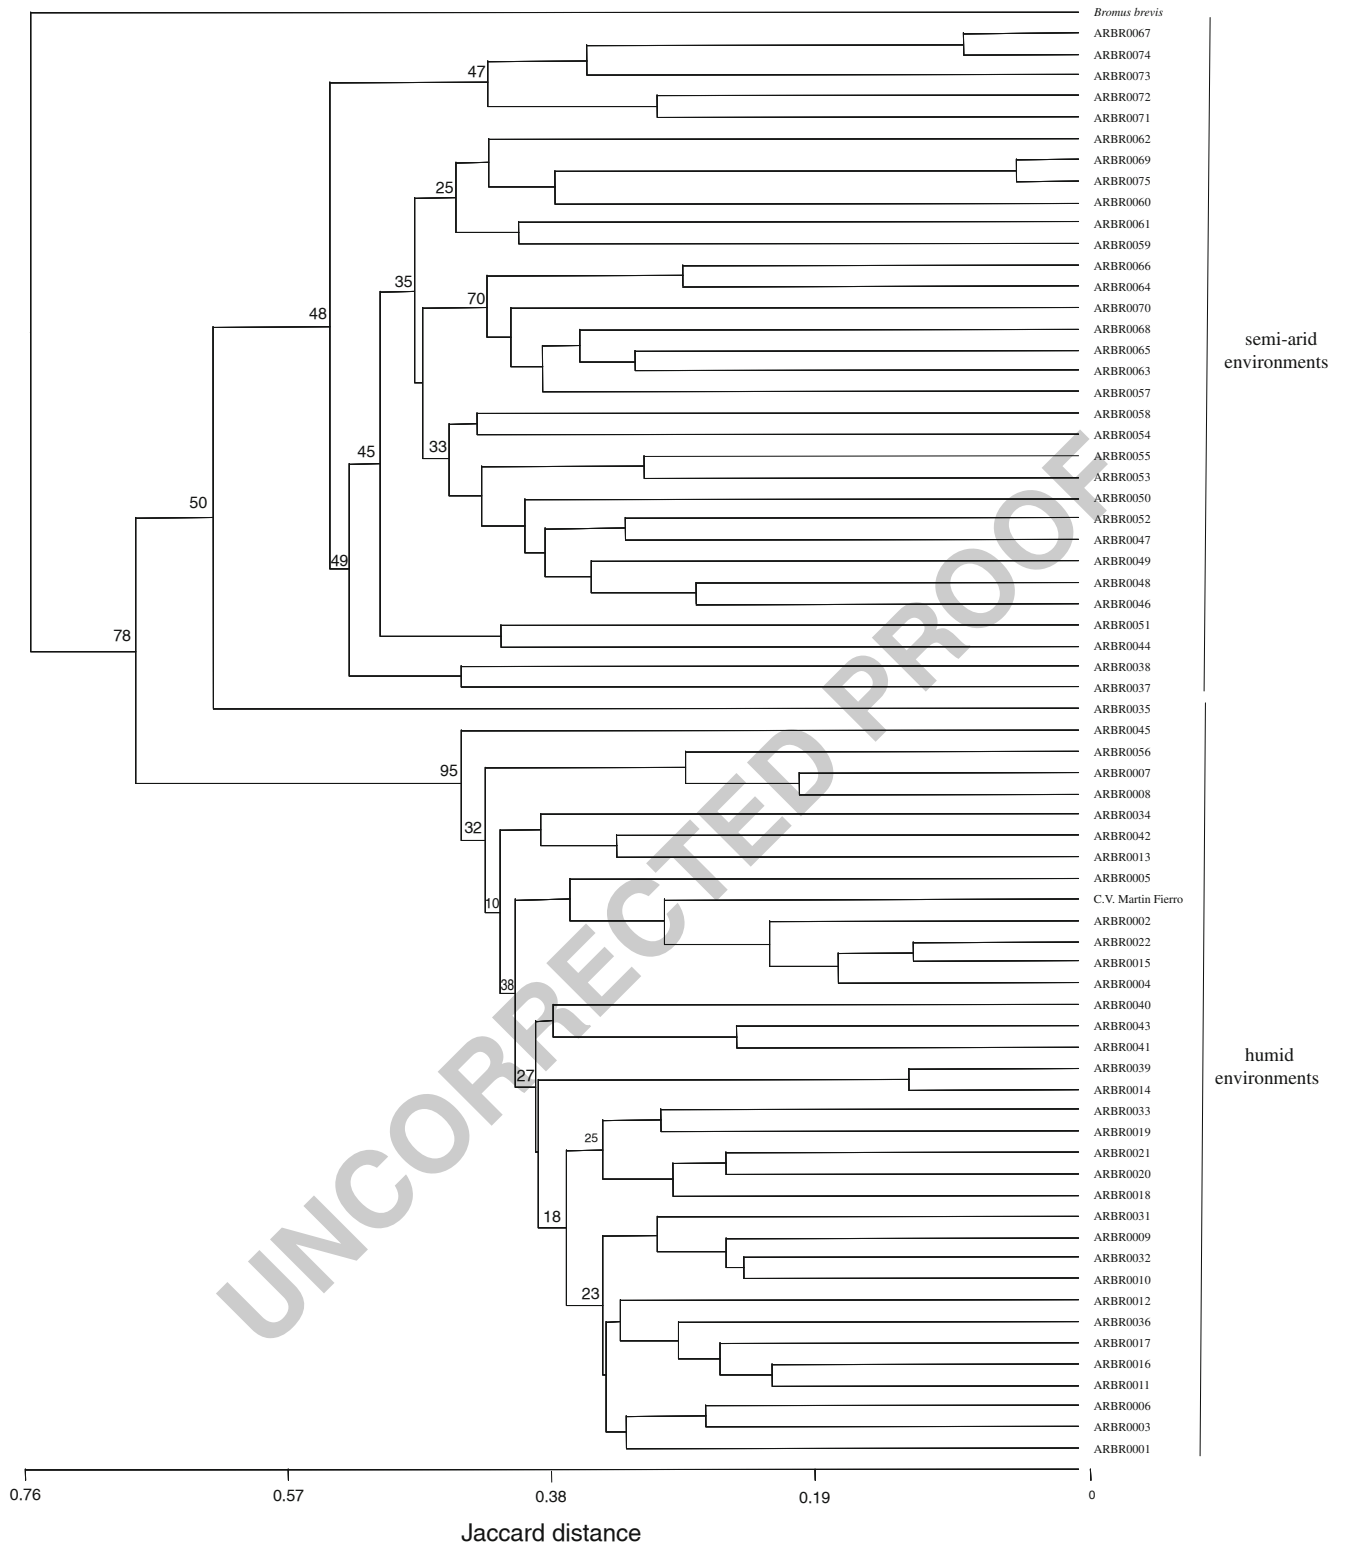 Bromus brevis
ARBR0067
ARBR0074
47
ARBR0073
ARBR0072
ARBR0071
ARBR0062
ARBR0069
ARBR0075
25
ARBR0060
ARBR0061
ARBR0059
ARBR0066
35
ARBR0064
70
ARBR0070
48
ARBR0068
semi-arid
environments
ARBR0065
ARBR0063
ARBR0057
ARBR0058
ARBR0054
33
45
ARBR0055
ARBR0053
ARBR0050
50
ARBR0052
ARBR0047
49
ARBR0049
ARBR0048
ARBR0046
ARBR0051
78
ARBR0044
ARBR0038
ARBR0037
ARBR0035
ARBR0045
ARBR0056
95
ARBR0007
ARBR0008
ARBR0034
32
ARBR0042
ARBR0013
ARBR0005
10
C.V. Martin Fierro
ARBR0002
ARBR0022
ARBR0015
38
ARBR0004
ARBR0040
ARBR0043
ARBR0041
humid
environments
27
ARBR0039
ARBR0014
ARBR0033
ARBR0019
25
ARBR0021
ARBR0020
ARBR0018
18
ARBR0031
ARBR0009
ARBR0032
ARBR0010
23
ARBR0012
ARBR0036
ARBR0017
ARBR0016
ARBR0011
ARBR0006
ARBR0003
ARBR0001
0.76 0.57 0.38 0.19 0
Jaccard distance
UNCORRECTED PROOF